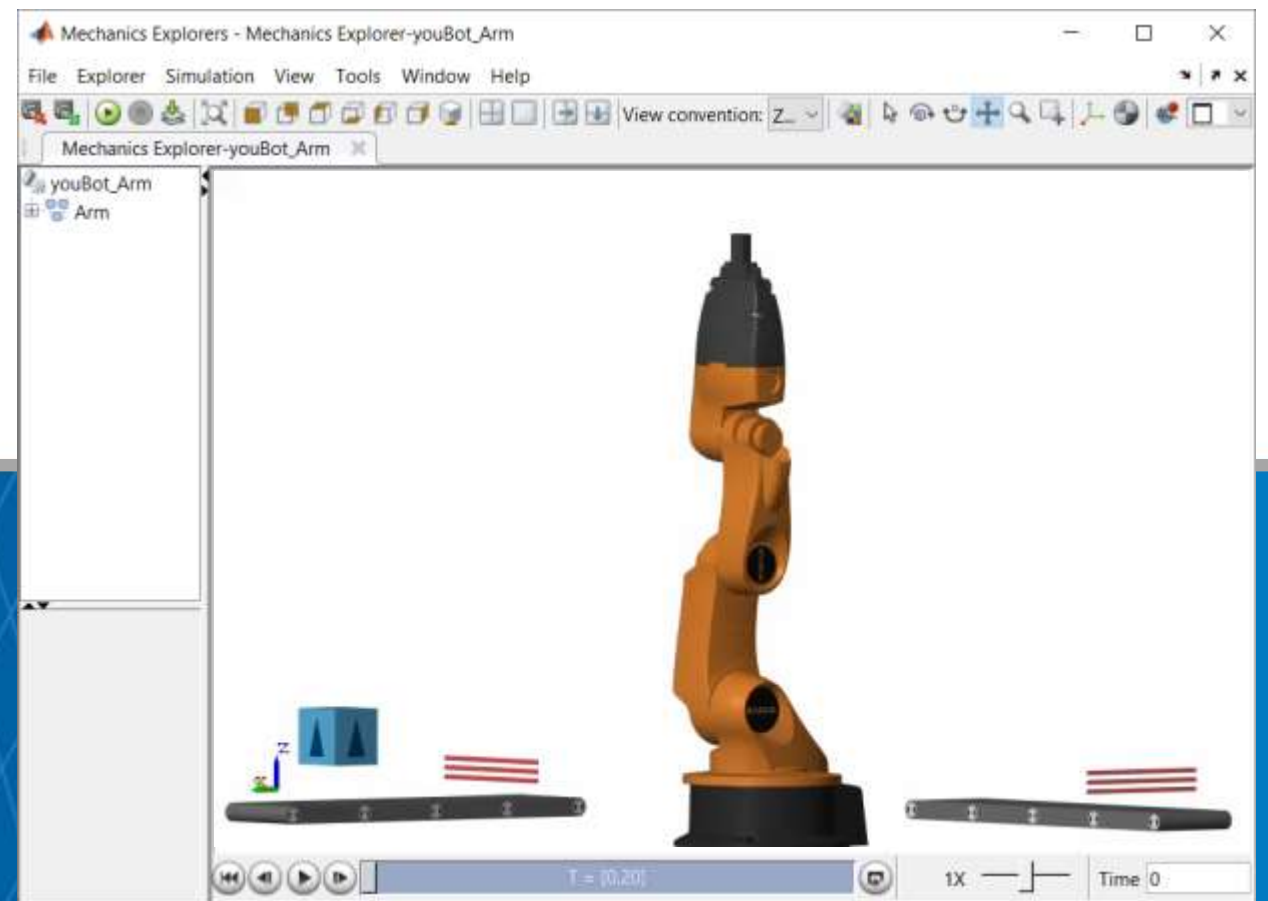 Mechanics Explorers - Mechanics Explorer-youBot_Arm
File Explorer Simulation View Tools Window Help
View convention: Z_
Mechanics Explorer-youBot_Arm
youBot_Arm
Arm
Z
T = [0,20]
1X
Time 0